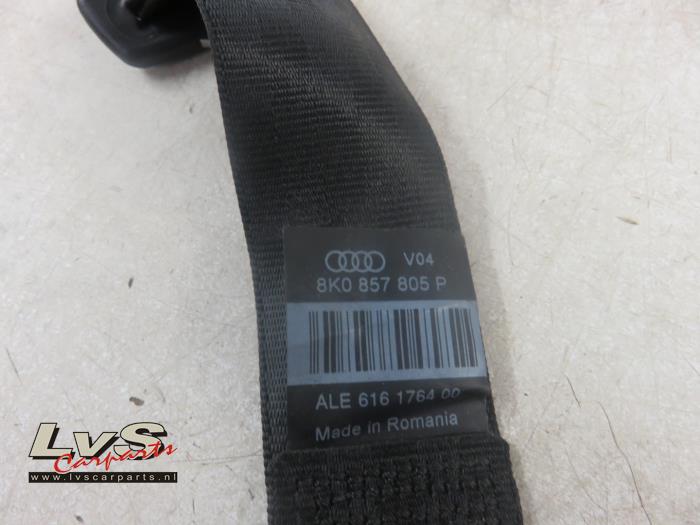 V04
8K0 857 805 P
ALE 616 1764 00
Made in Romania
LVS
Carparts
www.lvscarparts.nl